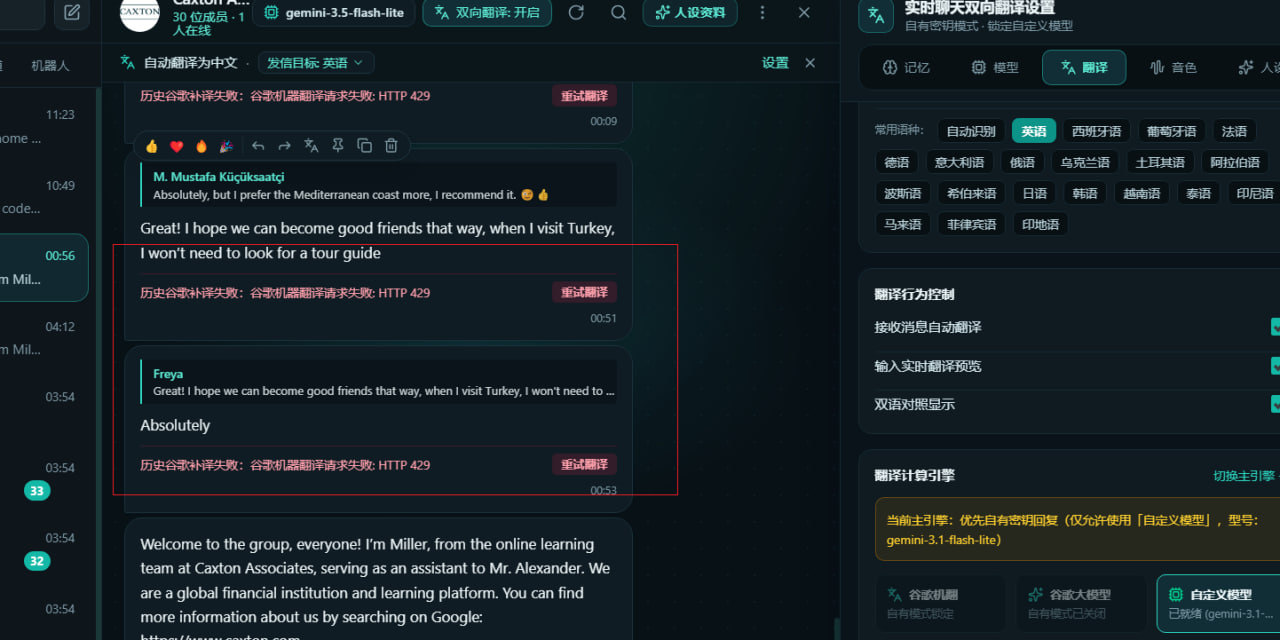 机器人
11:23
ome ...
10:49
code...
00:56
m Mil...
04:12
m Mil...
03:54
03:54
33
03:54
32
03:54
CAXTON
Caxton A...
30 位成员 · 1
人在线
gemini-3.5-flash-lite
双向翻译: 开启
人设资料
自动翻译为中文 ·
发信目标: 英语
设置
历史谷歌补译失败：谷歌机器翻译请求失败: HTTP 429
重试翻译
00:09
M. Mustafa Küçüksaatçi
Absolutely, but I prefer the Mediterranean coast more, I recommend it. 🥰 👍
Great! I hope we can become good friends that way, when I visit Turkey,
I won't need to look for a tour guide
历史谷歌补译失败：谷歌机器翻译请求失败: HTTP 429
重试翻译
00:51
Freya
Great! I hope we can become good friends that way, when I visit Turkey, I won't need to ...
Absolutely
历史谷歌补译失败：谷歌机器翻译请求失败: HTTP 429
重试翻译
00:53
Welcome to the group, everyone! I'm Miller, from the online learning
team at Caxton Associates, serving as an assistant to Mr. Alexander. We
are a global financial institution and learning platform. You can find
more information about us by searching on Google:
https://www.caxton.com
实时聊天双向翻译设置
自有密钥模式 · 锁定自定义模型
记忆
模型
翻译
音色
人设
常用语种:
自动识别
英语
西班牙语
葡萄牙语
法语
德语
意大利语
俄语
乌克兰语
土耳其语
阿拉伯语
波斯语
希伯来语
日语
韩语
越南语
泰语
印尼语
马来语
菲律宾语
印地语
翻译行为控制
接收消息自动翻译
输入实时翻译预览
双语对照显示
翻译计算引擎
切换主引擎
当前主引擎：优先自有密钥回复（仅允许使用「自定义模型」，型号：
gemini-3.1-flash-lite）
谷歌机翻
自有模式锁定
谷歌大模型
自有模式已关闭
自定义模型
已就绪 (gemini-3.1-...